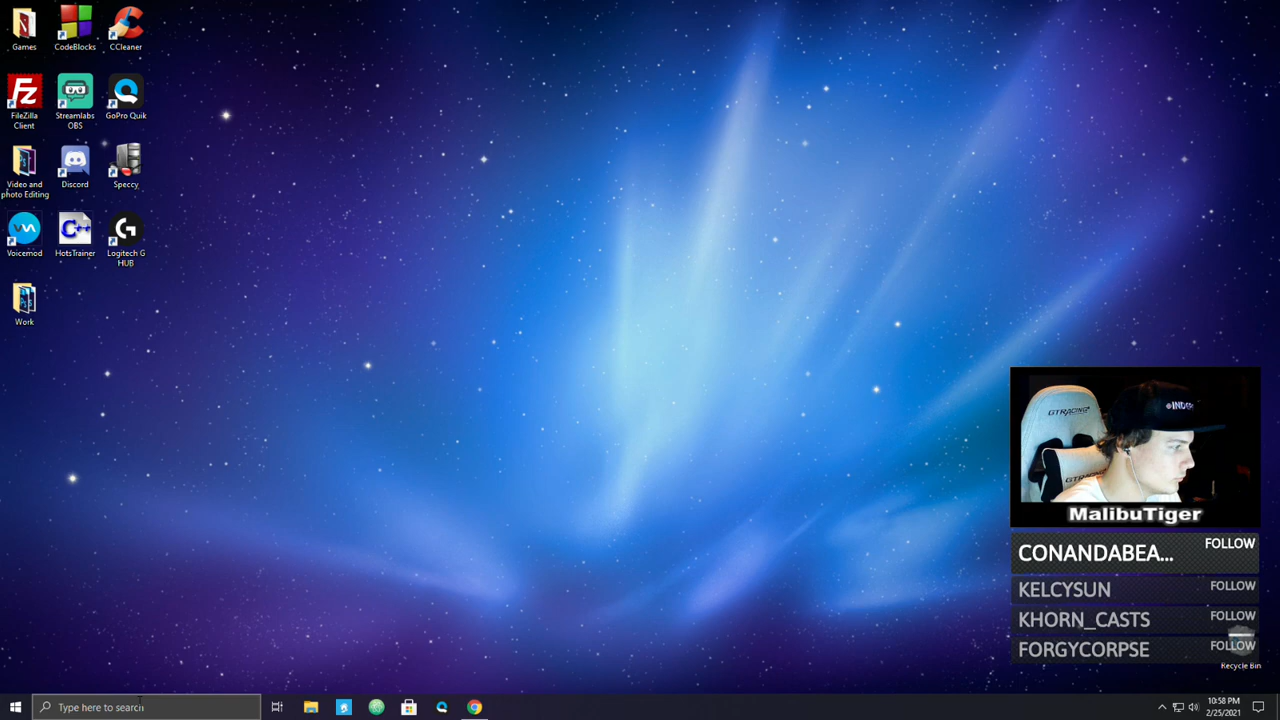 Games
CodeBlocks
CCleaner
FileZilla
Client
Streamlabs
OBS
GoPro Quik
Video and
photo Editing
Discord
Speccy
Voicemod
HotsTrainer
Logitech G
HUB
Work
GTRACING
MalibuTiger
CONANDABEA... FOLLOW
KELCYSUN FOLLOW
KHORN_CASTS FOLLOW
FORGYCORPSE FOLLOW
Recycle Bin
Type here to search
10:58 PM
2/25/2021